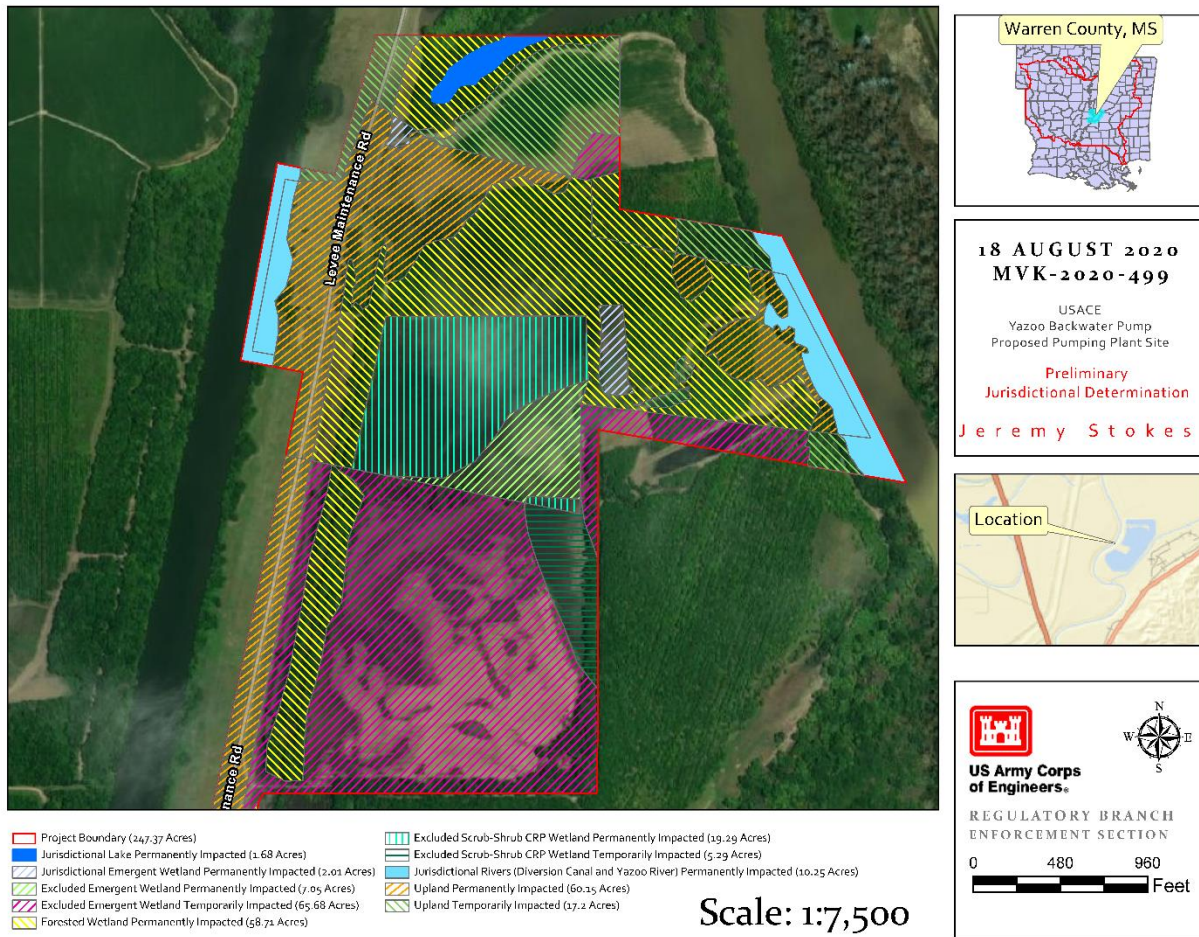 Levee Maintenance Rd
nance Rd
Warren County, MS
18 AUGUST 2020
MVK-2020-499
USACE
Yazoo Backwater Pump
Proposed Pumping Plant Site
Preliminary
Jurisdictional Determination
Jeremy Stokes
Location
US Army Corps
of Engineers®
N
W E
S
REGULATORY BRANCH
ENFORCEMENT SECTION
0 480 960
Feet
Project Boundary (247.37 Acres)
Jurisdictional Lake Permanently Impacted (1.68 Acres)
Jurisdictional Emergent Wetland Permanently Impacted (2.01 Acres)
Excluded Emergent Wetland Permanently Impacted (7.05 Acres)
Excluded Emergent Wetland Temporarily Impacted (65.68 Acres)
Forested Wetland Permanently Impacted (58.71 Acres)
Excluded Scrub-Shrub CRP Wetland Permanently Impacted (19.29 Acres)
Excluded Scrub-Shrub CRP Wetland Temporarily Impacted (5.29 Acres)
Jurisdictional Rivers (Diversion Canal and Yazoo River) Permanently Impacted (10.25 Acres)
Upland Permanently Impacted (60.15 Acres)
Upland Temporarily Impacted (17.2 Acres)
Scale: 1:7,500